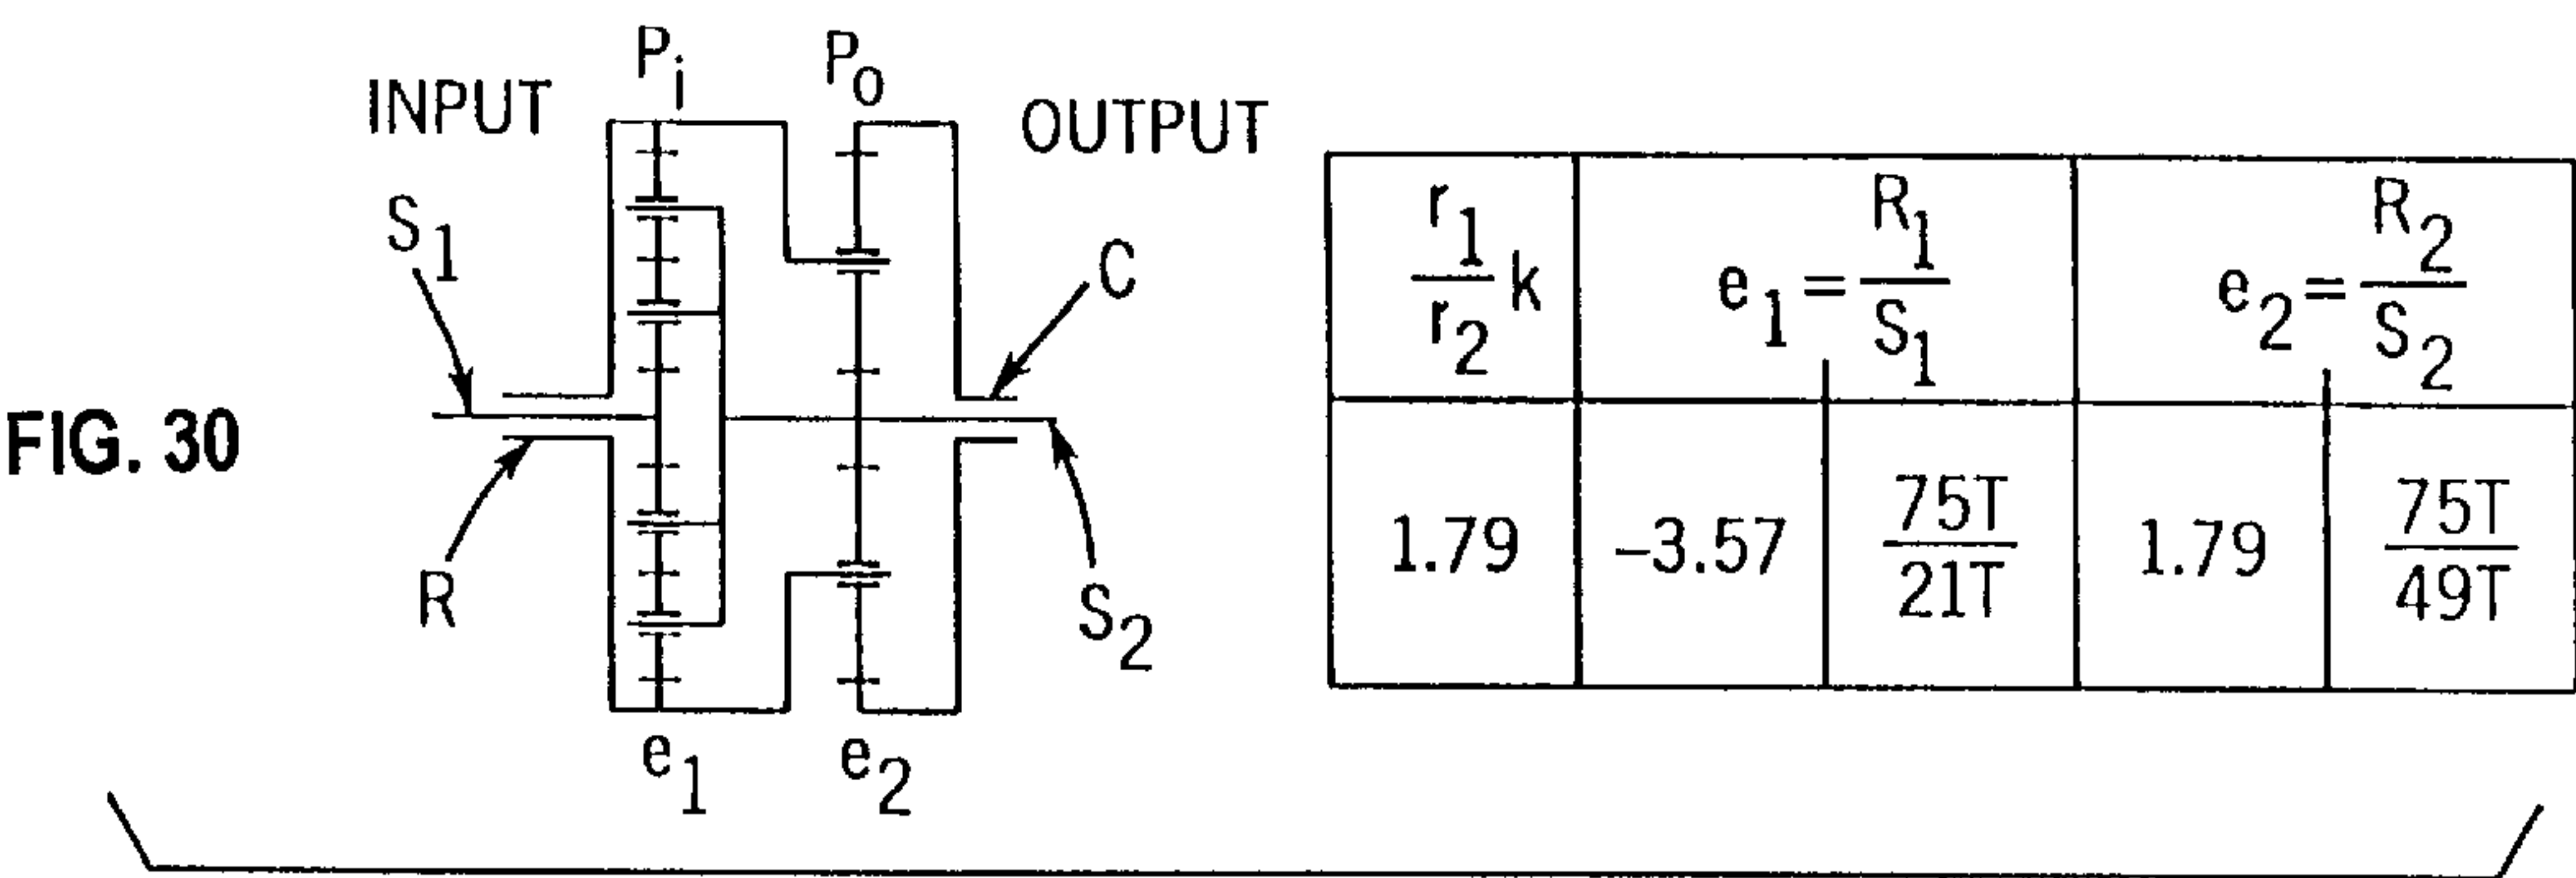 INPUT
Pi
Po
OUTPUT
S1
C
FIG. 30
R
S2
e1
e2
r1/r2 k
e1 = R1/S1
e2 = R2/S2
1.79
–3.57
75T/21T
1.79
75T/49T